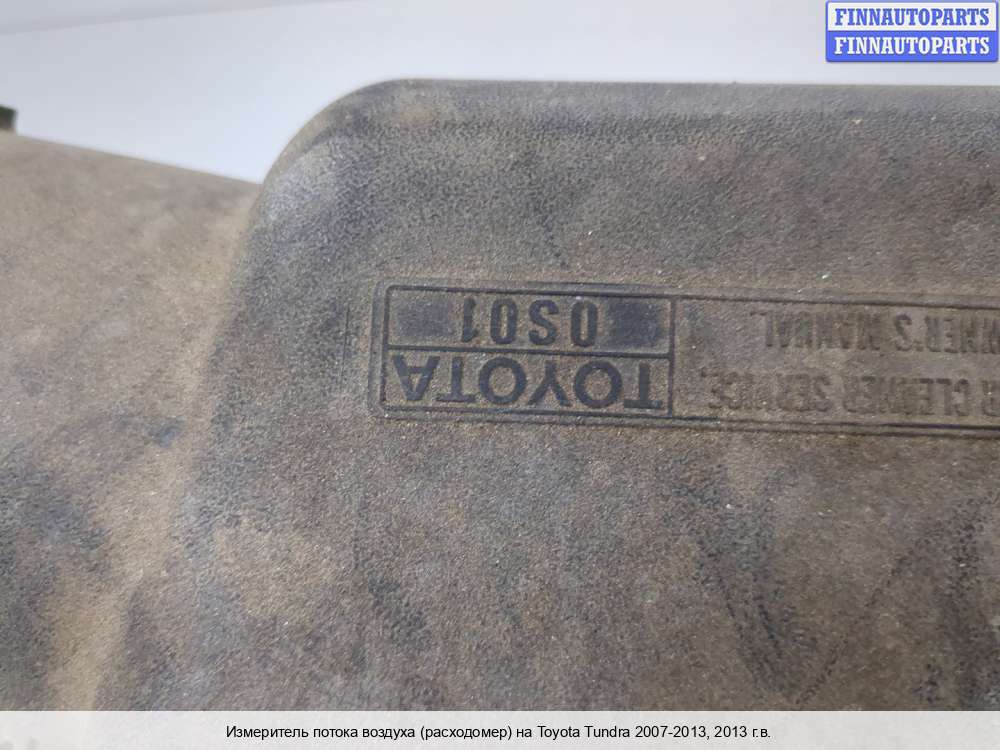 FINNAUTOPARTS
FINNAUTOPARTS
TOYOTA
0S01
CLEANER SERVICE,
MANUAL.
Измеритель потока воздуха (расходомер) на Toyota Tundra 2007-2013, 2013 г.в.